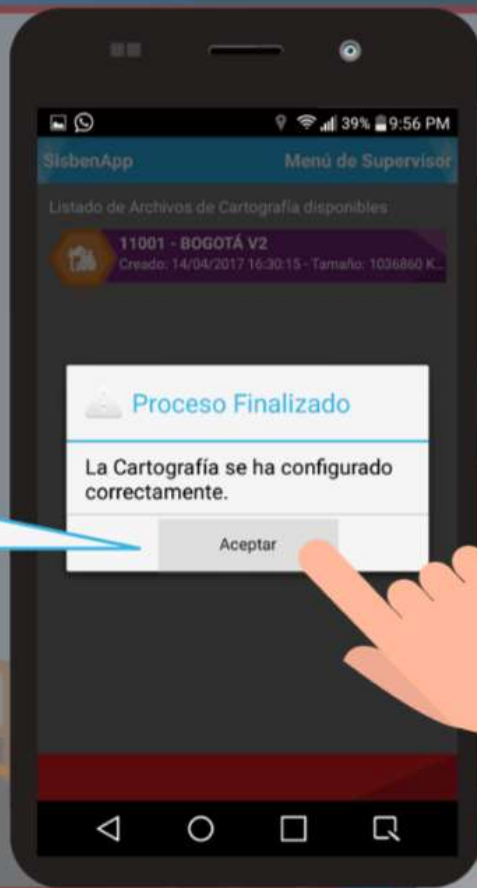 39% 9:56 PM
SisbenApp Menú de Supervisor
Listado de Archivos de Cartografía disponibles
11001 - BOGOTÁ V2
Creado: 14/04/2017 16:30:15 - Tamaño: 1036860 K...
Proceso Finalizado
La Cartografía se ha configurado
correctamente.
Aceptar